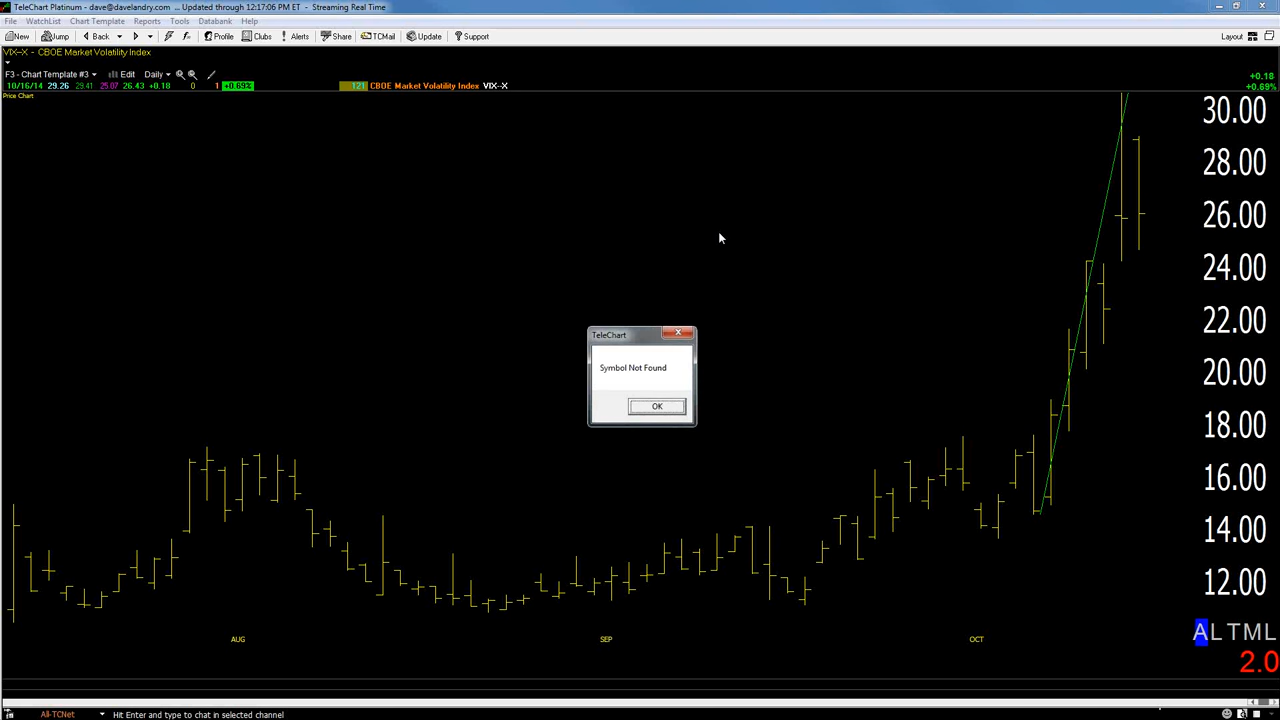 TeleChart Platinum - dave@davelandry.com ... Updated through 12:17:06 PM ET - Streaming Real Time
File WatchList Chart Template Reports Tools Databank Help
New Jump Back Profile Clubs Alerts Share TCMail Update Support Layout
VIX--X - CBOE Market Volatility Index
F3 - Chart Template #3 Edit Daily +0.18
10/16/14 29.26 29.41 25.07 26.43 +0.18 0 1 +0.69% 121 CBOE Market Volatility Index VIX--X +0.69%
Price Chart
30.00
28.00
26.00
24.00
22.00
20.00
18.00
16.00
14.00
12.00
TeleChart
Symbol Not Found
OK
AUG SEP OCT
A L T M L
2.0
All-TCNet Hit Enter and type to chat in selected channel